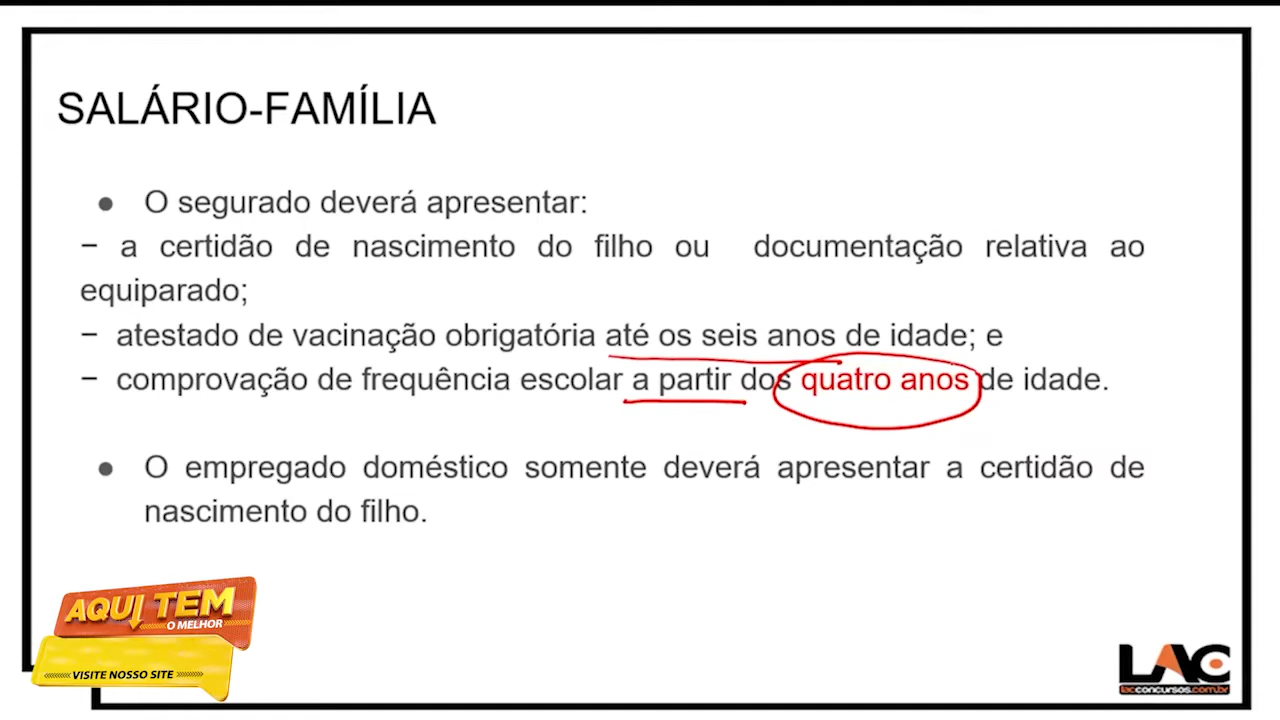 SALÁRIO-FAMÍLIA
● O segurado deverá apresentar:
− a certidão de nascimento do filho ou documentação relativa ao
equiparado;
− atestado de vacinação obrigatória até os seis anos de idade; e
− comprovação de frequência escolar a partir dos quatro anos de idade.
● O empregado doméstico somente deverá apresentar a certidão de
nascimento do filho.
AQUI TEM
O MELHOR
VISITE NOSSO SITE
LAC
lacconcursos.com.br